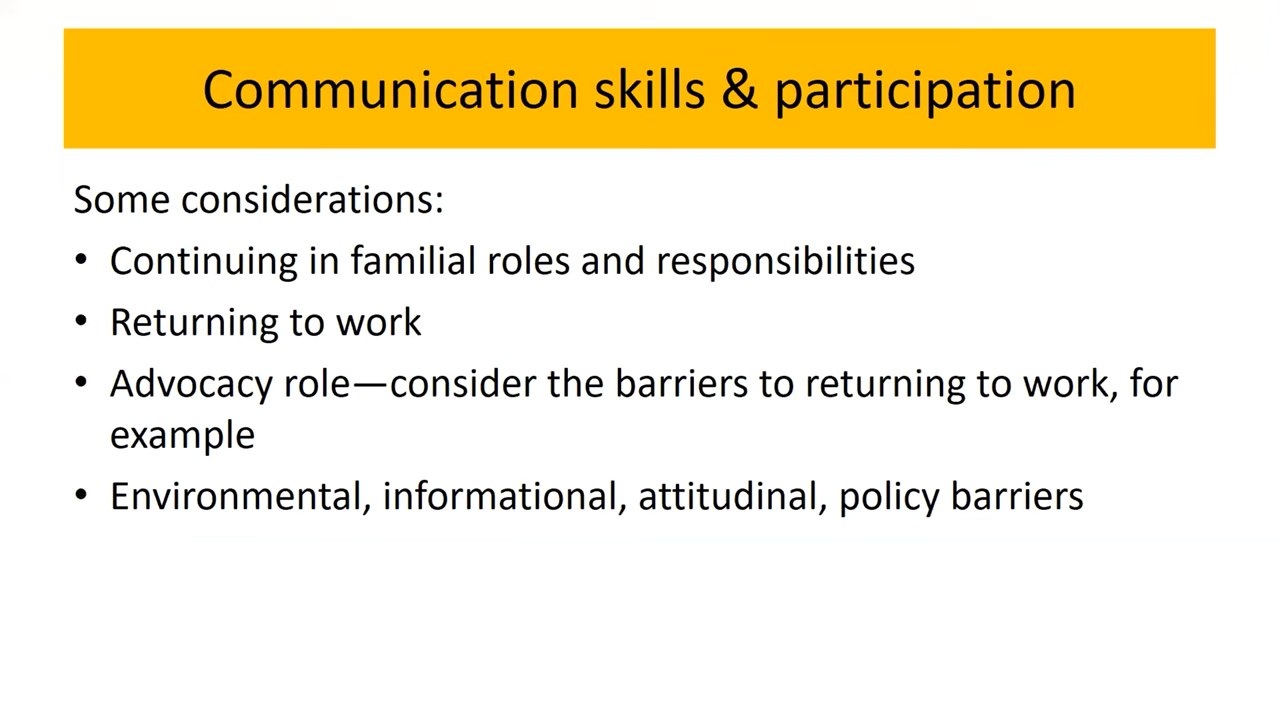 Communication skills & participation
Some considerations:
• Continuing in familial roles and responsibilities
• Returning to work
• Advocacy role—consider the barriers to returning to work, for
example
• Environmental, informational, attitudinal, policy barriers